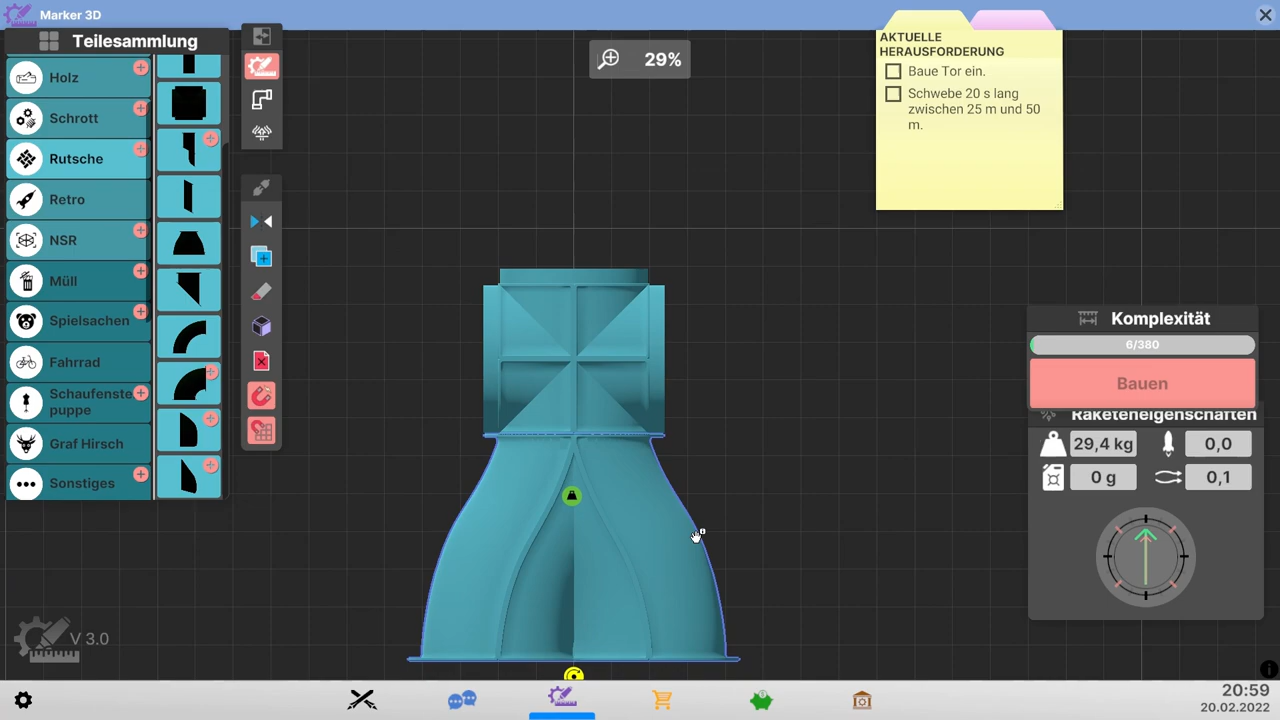 Marker 3D
Teilesammlung
Holz
Schrott
Rutsche
Retro
NSR
Müll
Spielsachen
Fahrrad
Schaufenste
puppe
Graf Hirsch
Sonstiges
V 3.0
29%
AKTUELLE
HERAUSFORDERUNG
Baue Tor ein.
Schwebe 20 s lang
zwischen 25 m und 50
m.
Komplexität
6/380
Bauen
Raketeneigenschaften
29,4 kg
0,0
0 g
0,1
20:59
20.02.2022